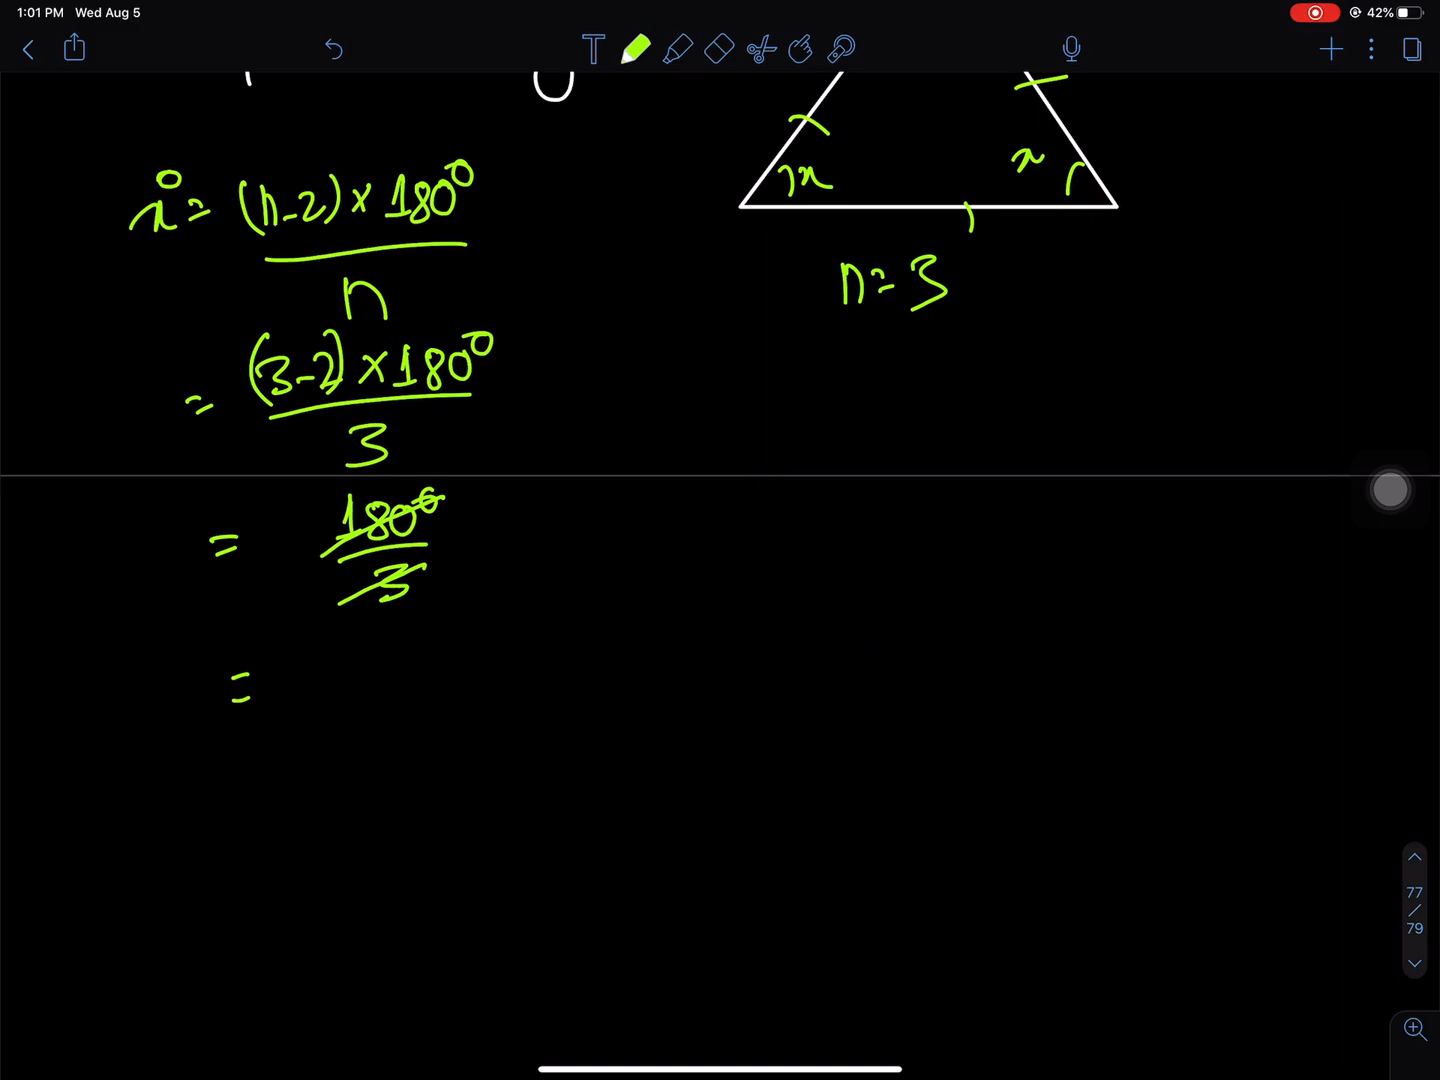 1:01 PM Wed Aug 5
42%
x° = (n-2) × 180°
n
x
x
n = 3
= (3-2) × 180°
3
= 180°
3
=
77
/
79